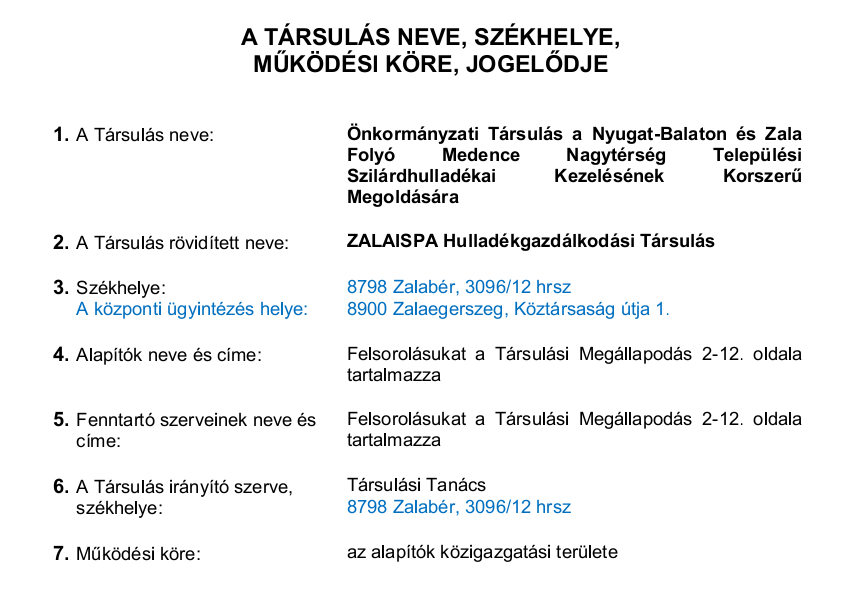 A TÁRSULÁS NEVE, SZÉKHELYE,
MŰKÖDÉSI KÖRE, JOGELŐDJE
1. A Társulás neve: Önkormányzati Társulás a Nyugat-Balaton és Zala
Folyó Medence Nagytérség Települési
Szilárdhulladékai Kezelésének Korszerű
Megoldására
2. A Társulás rövidített neve: ZALAISPA Hulladékgazdálkodási Társulás
3. Székhelye: 8798 Zalabér, 3096/12 hrsz
A központi ügyintézés helye: 8900 Zalaegerszeg, Köztársaság útja 1.
4. Alapítók neve és címe: Felsorolásukat a Társulási Megállapodás 2-12. oldala
tartalmazza
5. Fenntartó szerveinek neve és Felsorolásukat a Társulási Megállapodás 2-12. oldala
címe: tartalmazza
6. A Társulás irányító szerve, Társulási Tanács
székhelye: 8798 Zalabér, 3096/12 hrsz
7. Működési köre: az alapítók közigazgatási területe